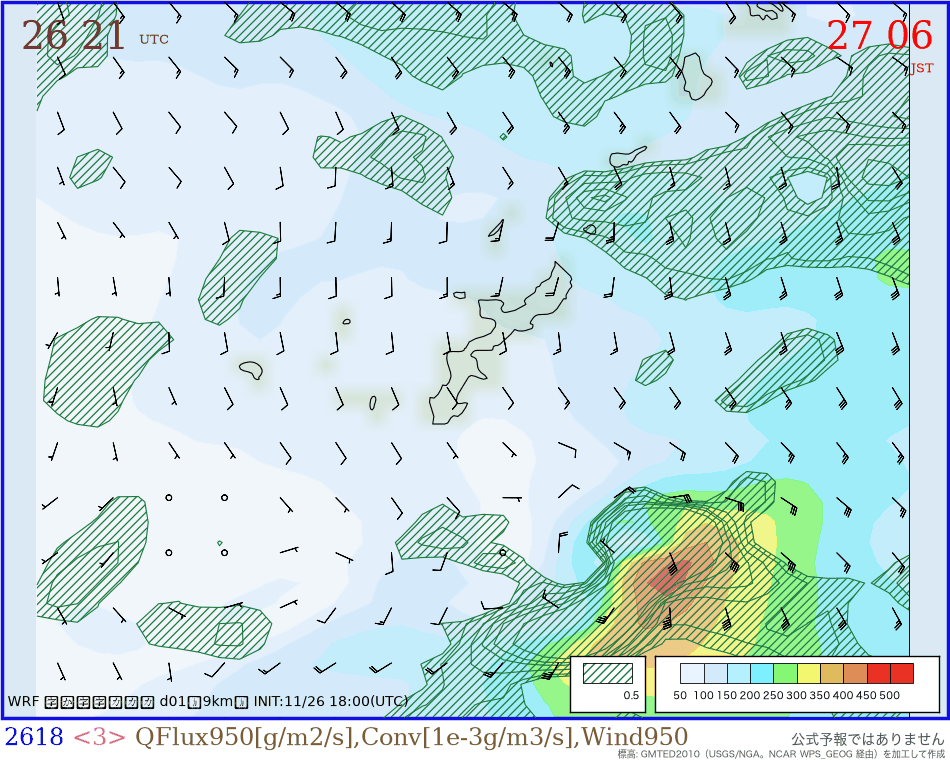 26 21 UTC
27 06
JST
0.5
50 100 150 200 250 300 350 400 450 500
WRF d01 9km INIT:11/26 18:00(UTC)
2618 <3> QFlux950[g/m2/s],Conv[1e-3g/m3/s],Wind950
公式予報ではありません
標高: GMTED2010（USGS/NGA。NCAR WPS_GEOG 経由）を加工して作成